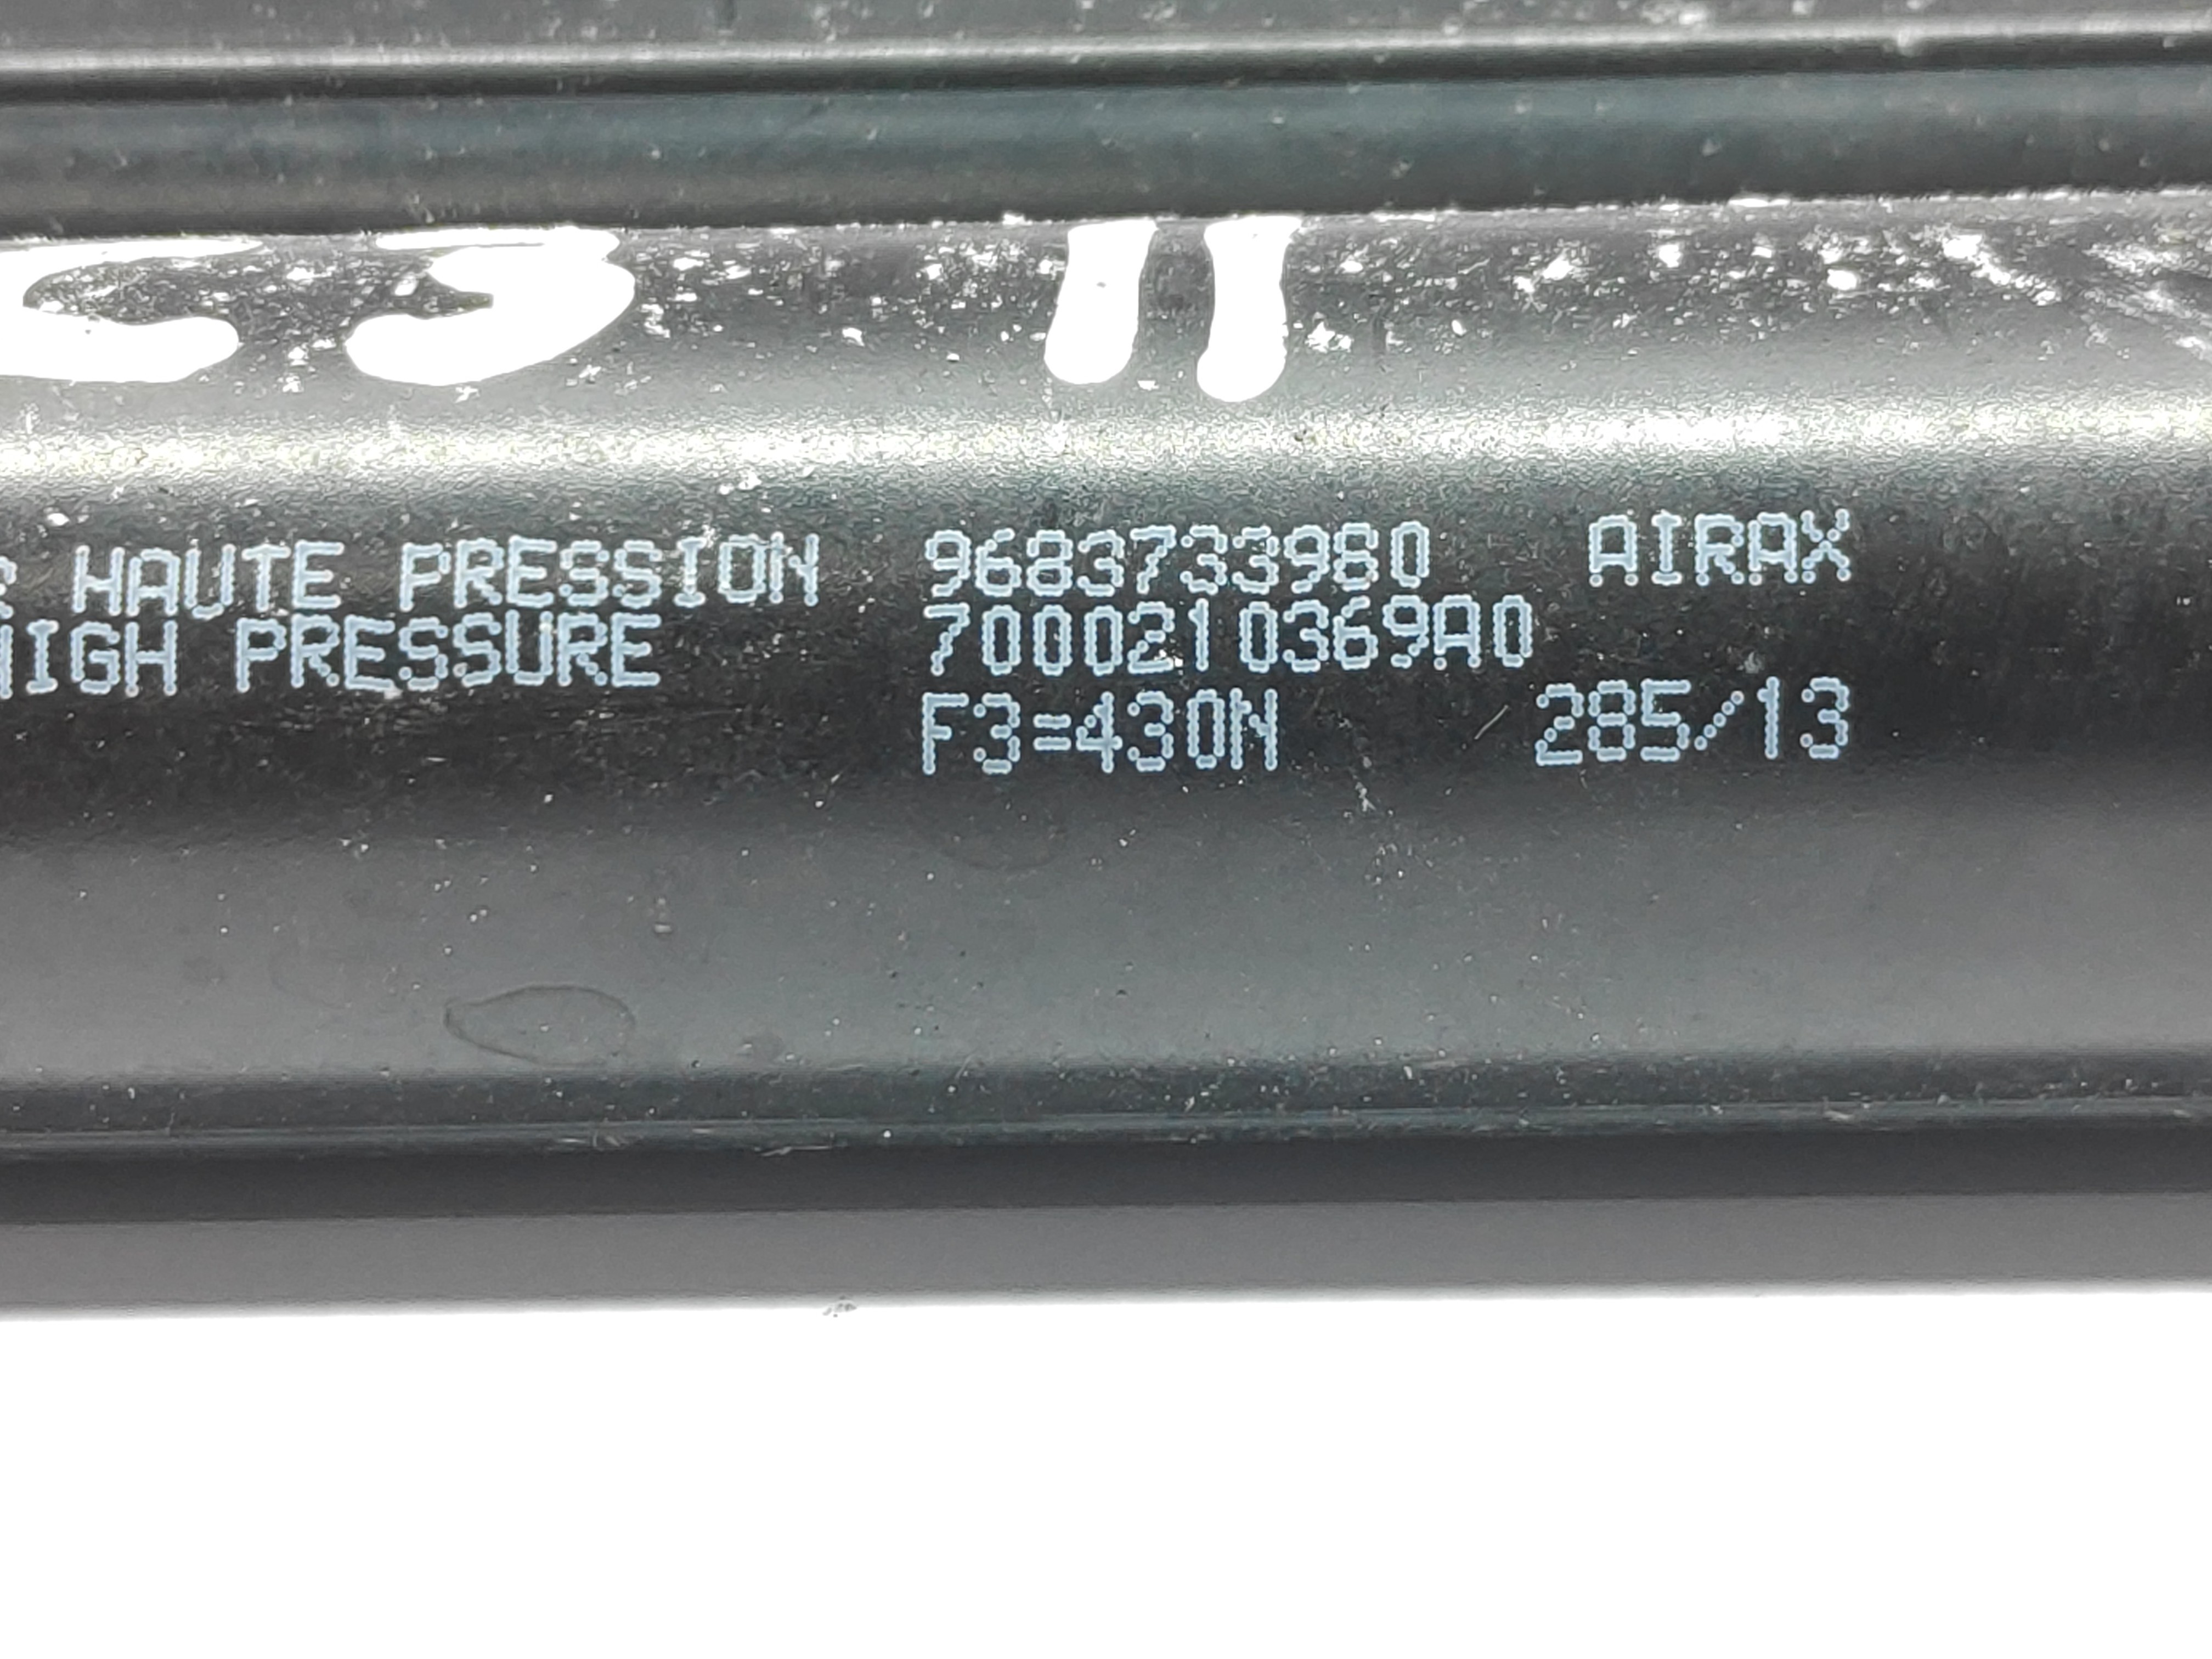 C3 II
R HAUTE PRESSION 9683733980 AIRAX
HIGH PRESSURE 7000210369A0
F3=430N 285/13